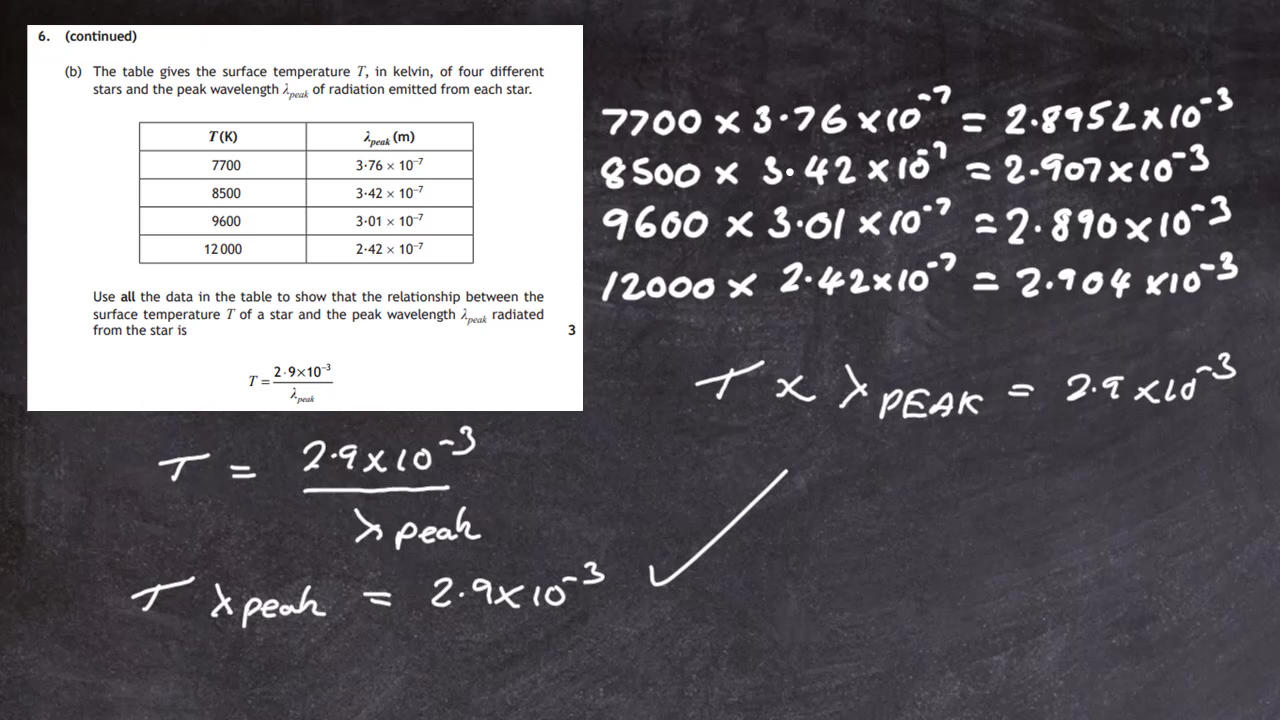 6. (continued)
(b) The table gives the surface temperature T, in kelvin, of four different
stars and the peak wavelength λpeak of radiation emitted from each star.
T (K) λpeak (m)
7700 3·76 × 10⁻⁷
8500 3·42 × 10⁻⁷
9600 3·01 × 10⁻⁷
12 000 2·42 × 10⁻⁷
Use all the data in the table to show that the relationship between the
surface temperature T of a star and the peak wavelength λpeak radiated
from the star is 3
T = 2·9×10⁻³ / λpeak
7700 × 3·76 ×10⁻⁷ = 2·8952×10⁻³
8500 × 3·42 ×10⁻⁷ = 2·907×10⁻³
9600 × 3·01 ×10⁻⁷ = 2·890×10⁻³
12000 × 2·42×10⁻⁷ = 2·904 ×10⁻³
T × λPEAK = 2·9 ×10⁻³
T = 2·9×10⁻³ / λpeak
T λpeak = 2·9×10⁻³ ✓